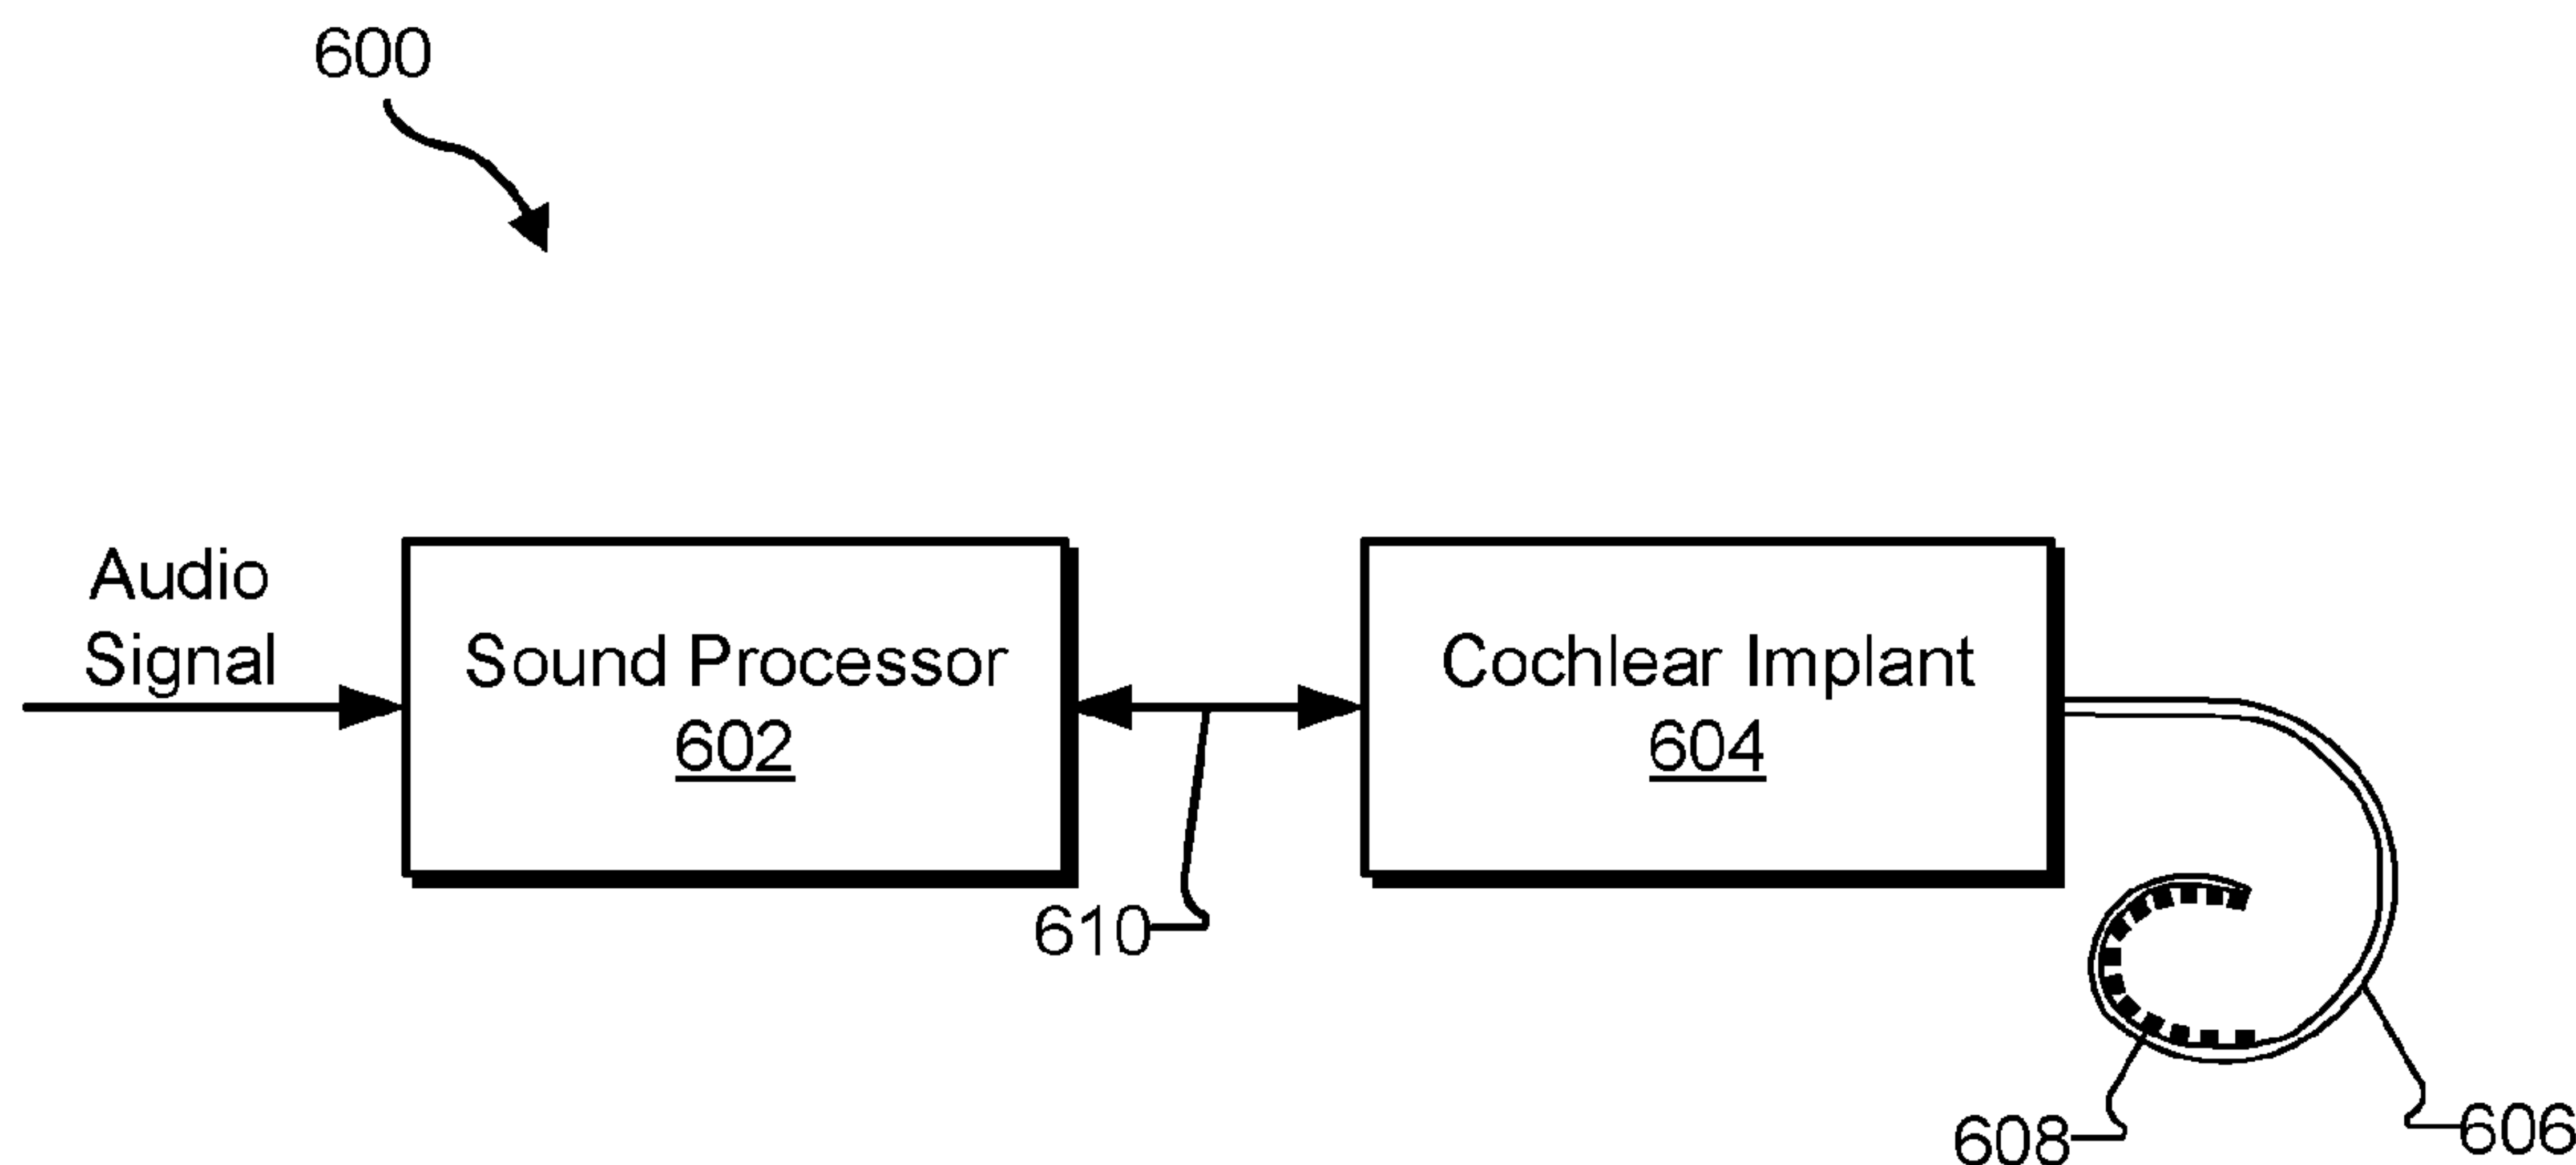 600
Audio
Signal
Sound Processor
602
Cochlear Implant
604
610
608
606